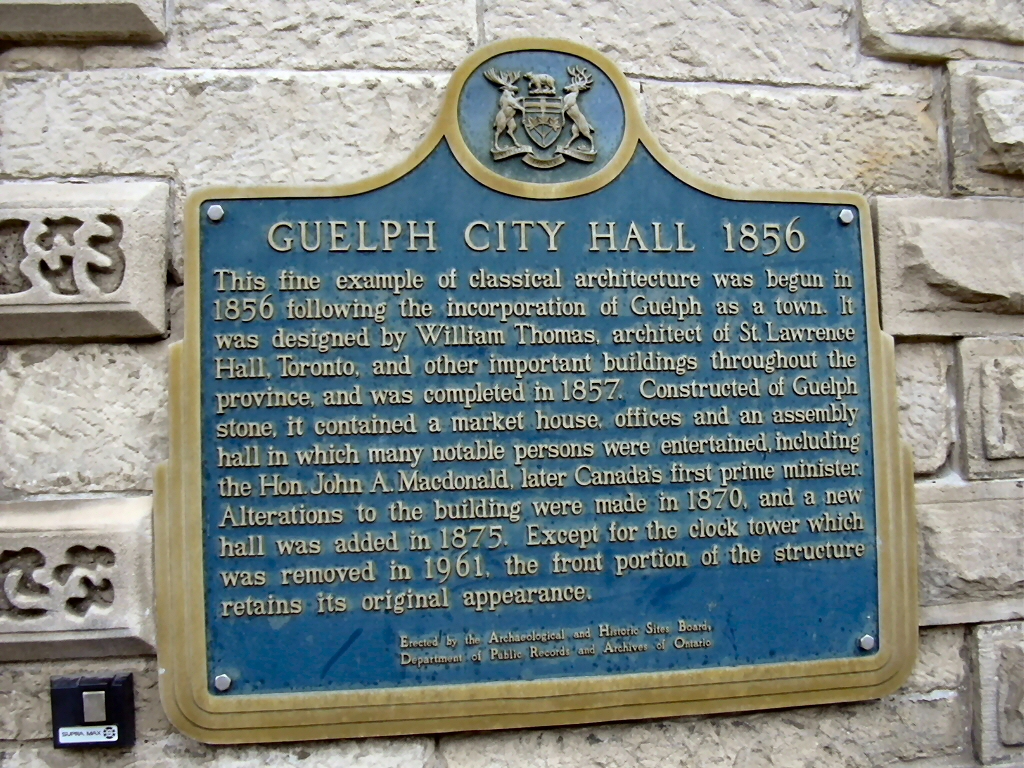 GUELPH CITY HALL 1856
This fine example of classical architecture was begun in
1856 following the incorporation of Guelph as a town. It
was designed by William Thomas, architect of St. Lawrence
Hall, Toronto, and other important buildings throughout the
province, and was completed in 1857. Constructed of Guelph
stone, it contained a market house, offices and an assembly
hall in which many notable persons were entertained, including
the Hon. John A. Macdonald, later Canada's first prime minister.
Alterations to the building were made in 1870, and a new
hall was added in 1875. Except for the clock tower which
was removed in 1961, the front portion of the structure
retains its original appearance.
Erected by the Archaeological and Historic Sites Board,
Department of Public Records and Archives of Ontario
SUPRA MAX